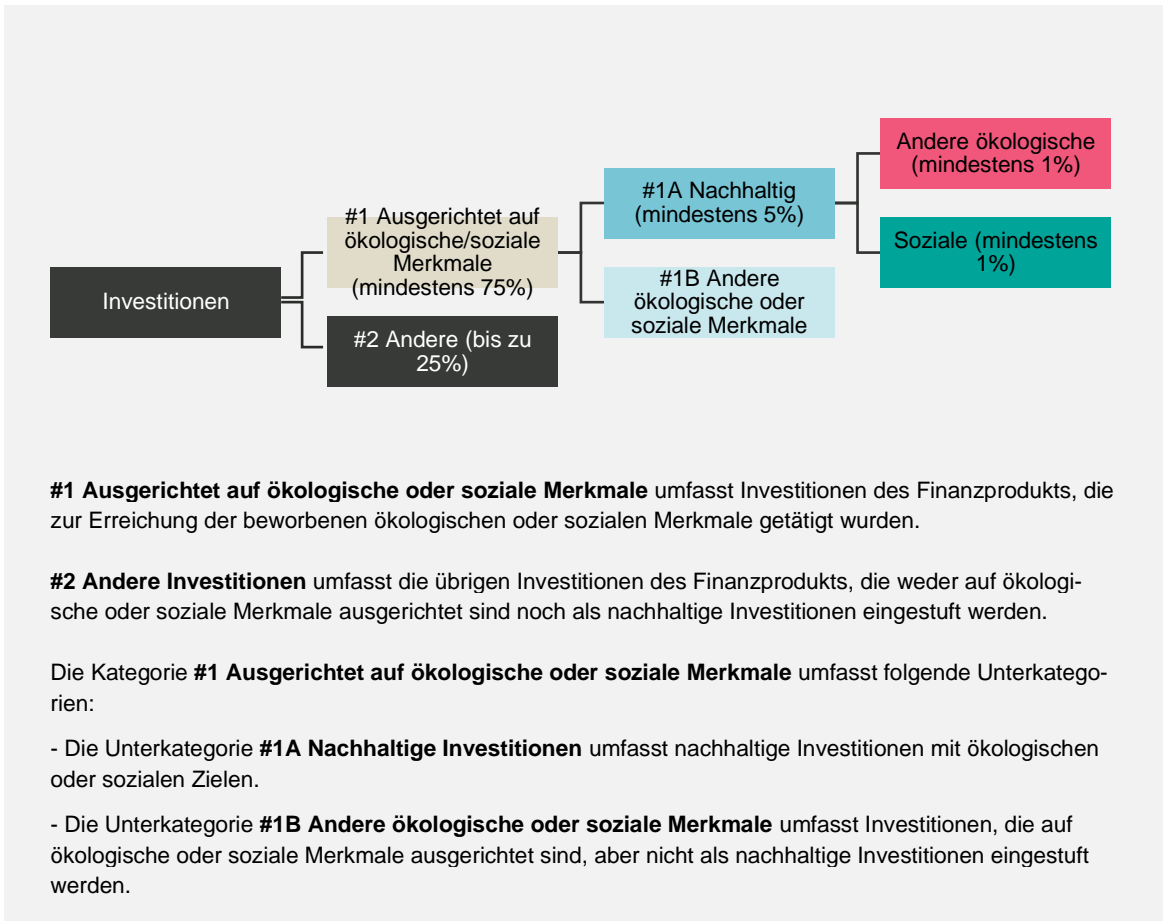 Investitionen
#1 Ausgerichtet auf
ökologische/soziale
Merkmale
(mindestens 75%)
#2 Andere (bis zu
25%)
#1A Nachhaltig
(mindestens 5%)
#1B Andere
ökologische oder
soziale Merkmale
Andere ökologische
(mindestens 1%)
Soziale (mindestens
1%)
#1 Ausgerichtet auf ökologische oder soziale Merkmale umfasst Investitionen des Finanzprodukts, die
zur Erreichung der beworbenen ökologischen oder sozialen Merkmale getätigt wurden.
#2 Andere Investitionen umfasst die übrigen Investitionen des Finanzprodukts, die weder auf ökologi-
sche oder soziale Merkmale ausgerichtet sind noch als nachhaltige Investitionen eingestuft werden.
Die Kategorie #1 Ausgerichtet auf ökologische oder soziale Merkmale umfasst folgende Unterkatego-
rien:
- Die Unterkategorie #1A Nachhaltige Investitionen umfasst nachhaltige Investitionen mit ökologischen
oder sozialen Zielen.
- Die Unterkategorie #1B Andere ökologische oder soziale Merkmale umfasst Investitionen, die auf
ökologische oder soziale Merkmale ausgerichtet sind, aber nicht als nachhaltige Investitionen eingestuft
werden.